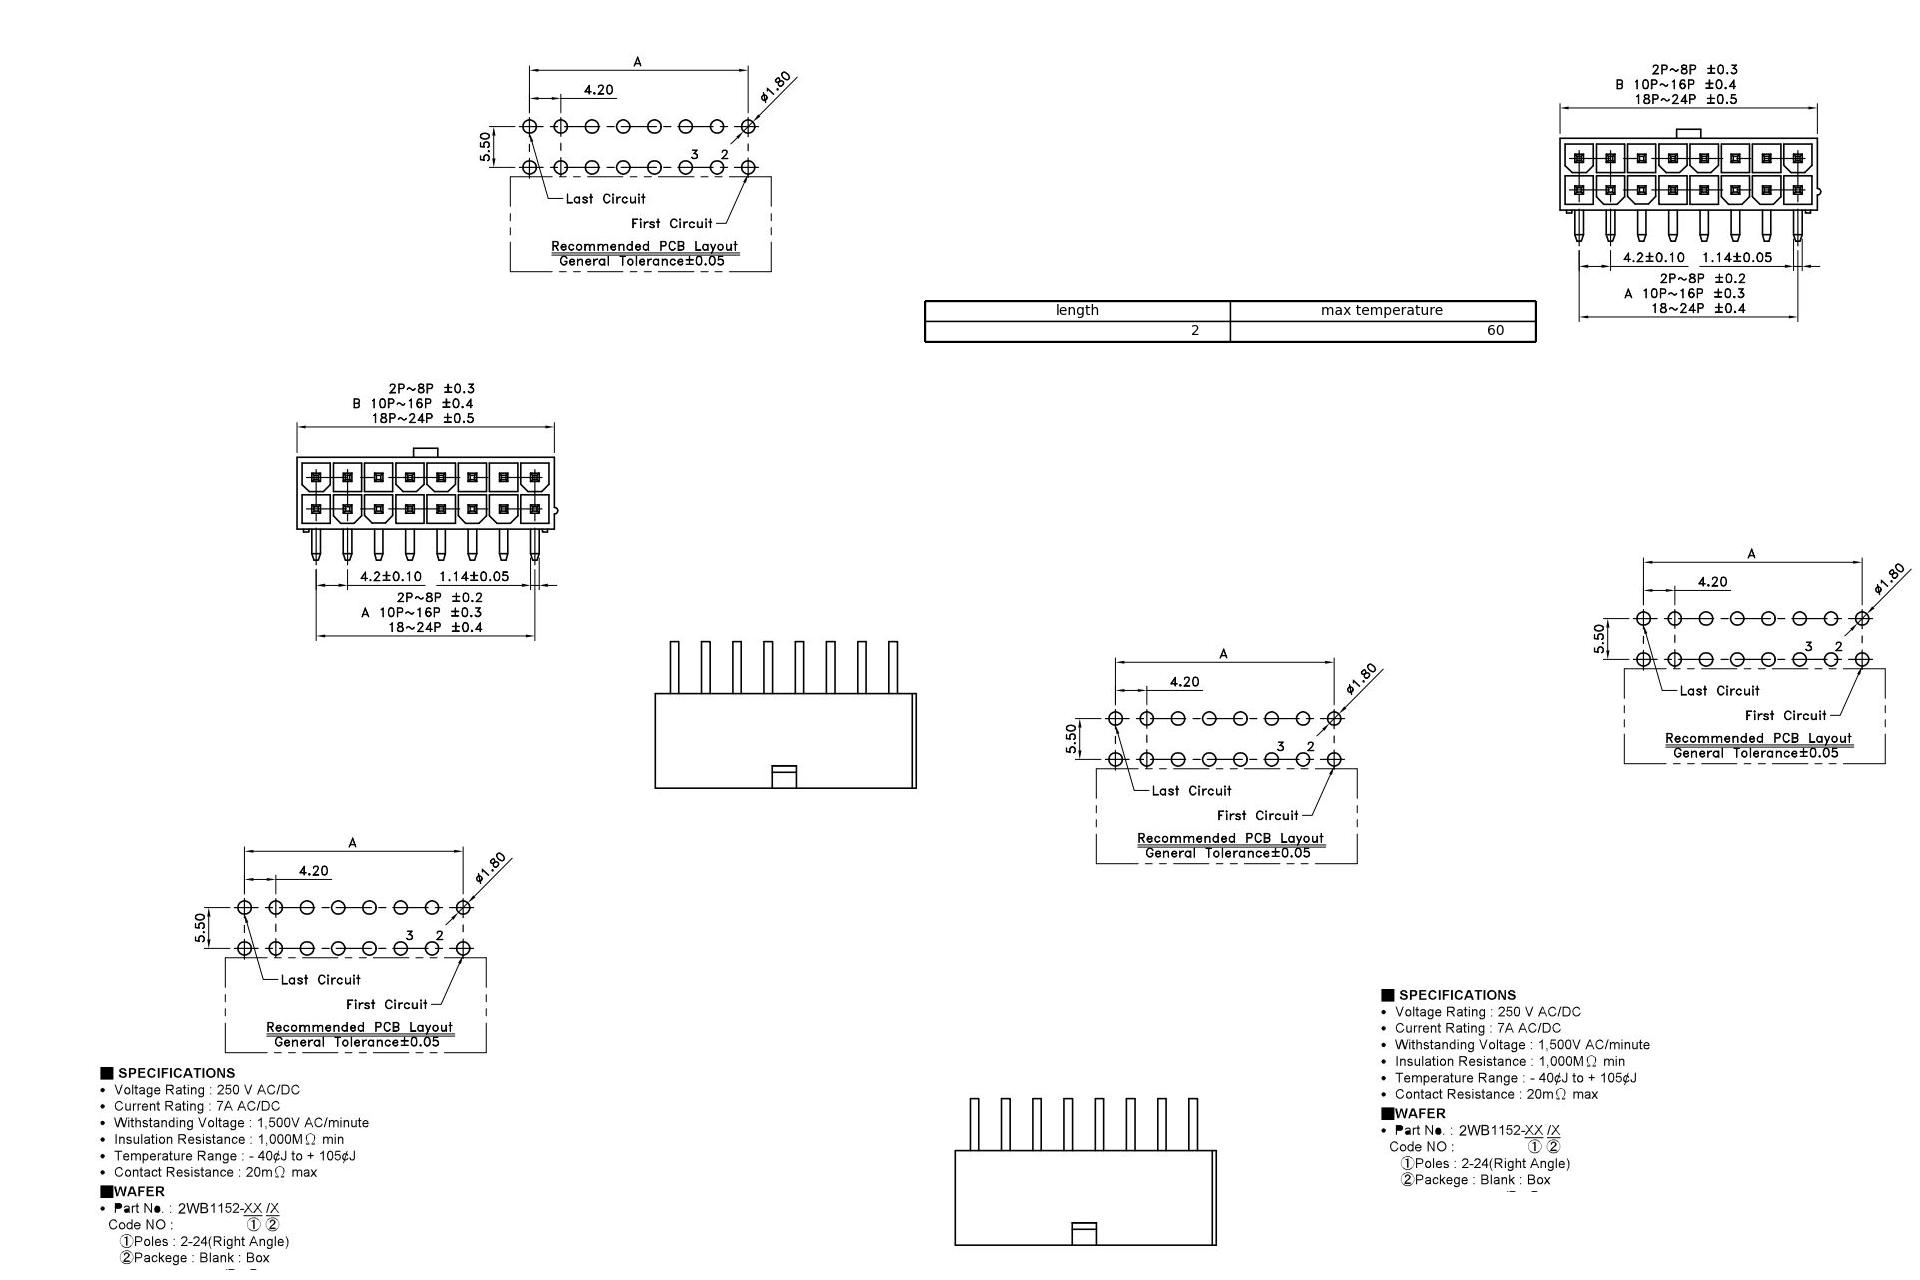 A
4.20
ø1.80
5.50
3 2
Last Circuit
First Circuit
Recommended PCB Layout
General Tolerance±0.05
2P~8P ±0.3
B 10P~16P ±0.4
18P~24P ±0.5
4.2±0.10 1.14±0.05
2P~8P ±0.2
A 10P~16P ±0.3
18~24P ±0.4
length max temperature
2 60
2P~8P ±0.3
B 10P~16P ±0.4
18P~24P ±0.5
4.2±0.10 1.14±0.05
2P~8P ±0.2
A 10P~16P ±0.3
18~24P ±0.4
A
4.20
ø1.80
5.50
3 2
Last Circuit
First Circuit
Recommended PCB Layout
General Tolerance±0.05
A
4.20
ø1.80
5.50
3 2
Last Circuit
First Circuit
Recommended PCB Layout
General Tolerance±0.05
A
4.20
ø1.80
5.50
3 2
Last Circuit
First Circuit
Recommended PCB Layout
General Tolerance±0.05
■ SPECIFICATIONS
• Voltage Rating : 250 V AC/DC
• Current Rating : 7A AC/DC
• Withstanding Voltage : 1,500V AC/minute
• Insulation Resistance : 1,000MΩ min
• Temperature Range : - 40¢J to + 105¢J
• Contact Resistance : 20mΩ max
■WAFER
• Part No. : 2WB1152-XX /X
Code NO : ① ②
①Poles : 2-24(Right Angle)
②Packege : Blank : Box
■ SPECIFICATIONS
• Voltage Rating : 250 V AC/DC
• Current Rating : 7A AC/DC
• Withstanding Voltage : 1,500V AC/minute
• Insulation Resistance : 1,000MΩ min
• Temperature Range : - 40¢J to + 105¢J
• Contact Resistance : 20mΩ max
■WAFER
• Part No. : 2WB1152-XX /X
Code NO : ① ②
①Poles : 2-24(Right Angle)
②Packege : Blank : Box